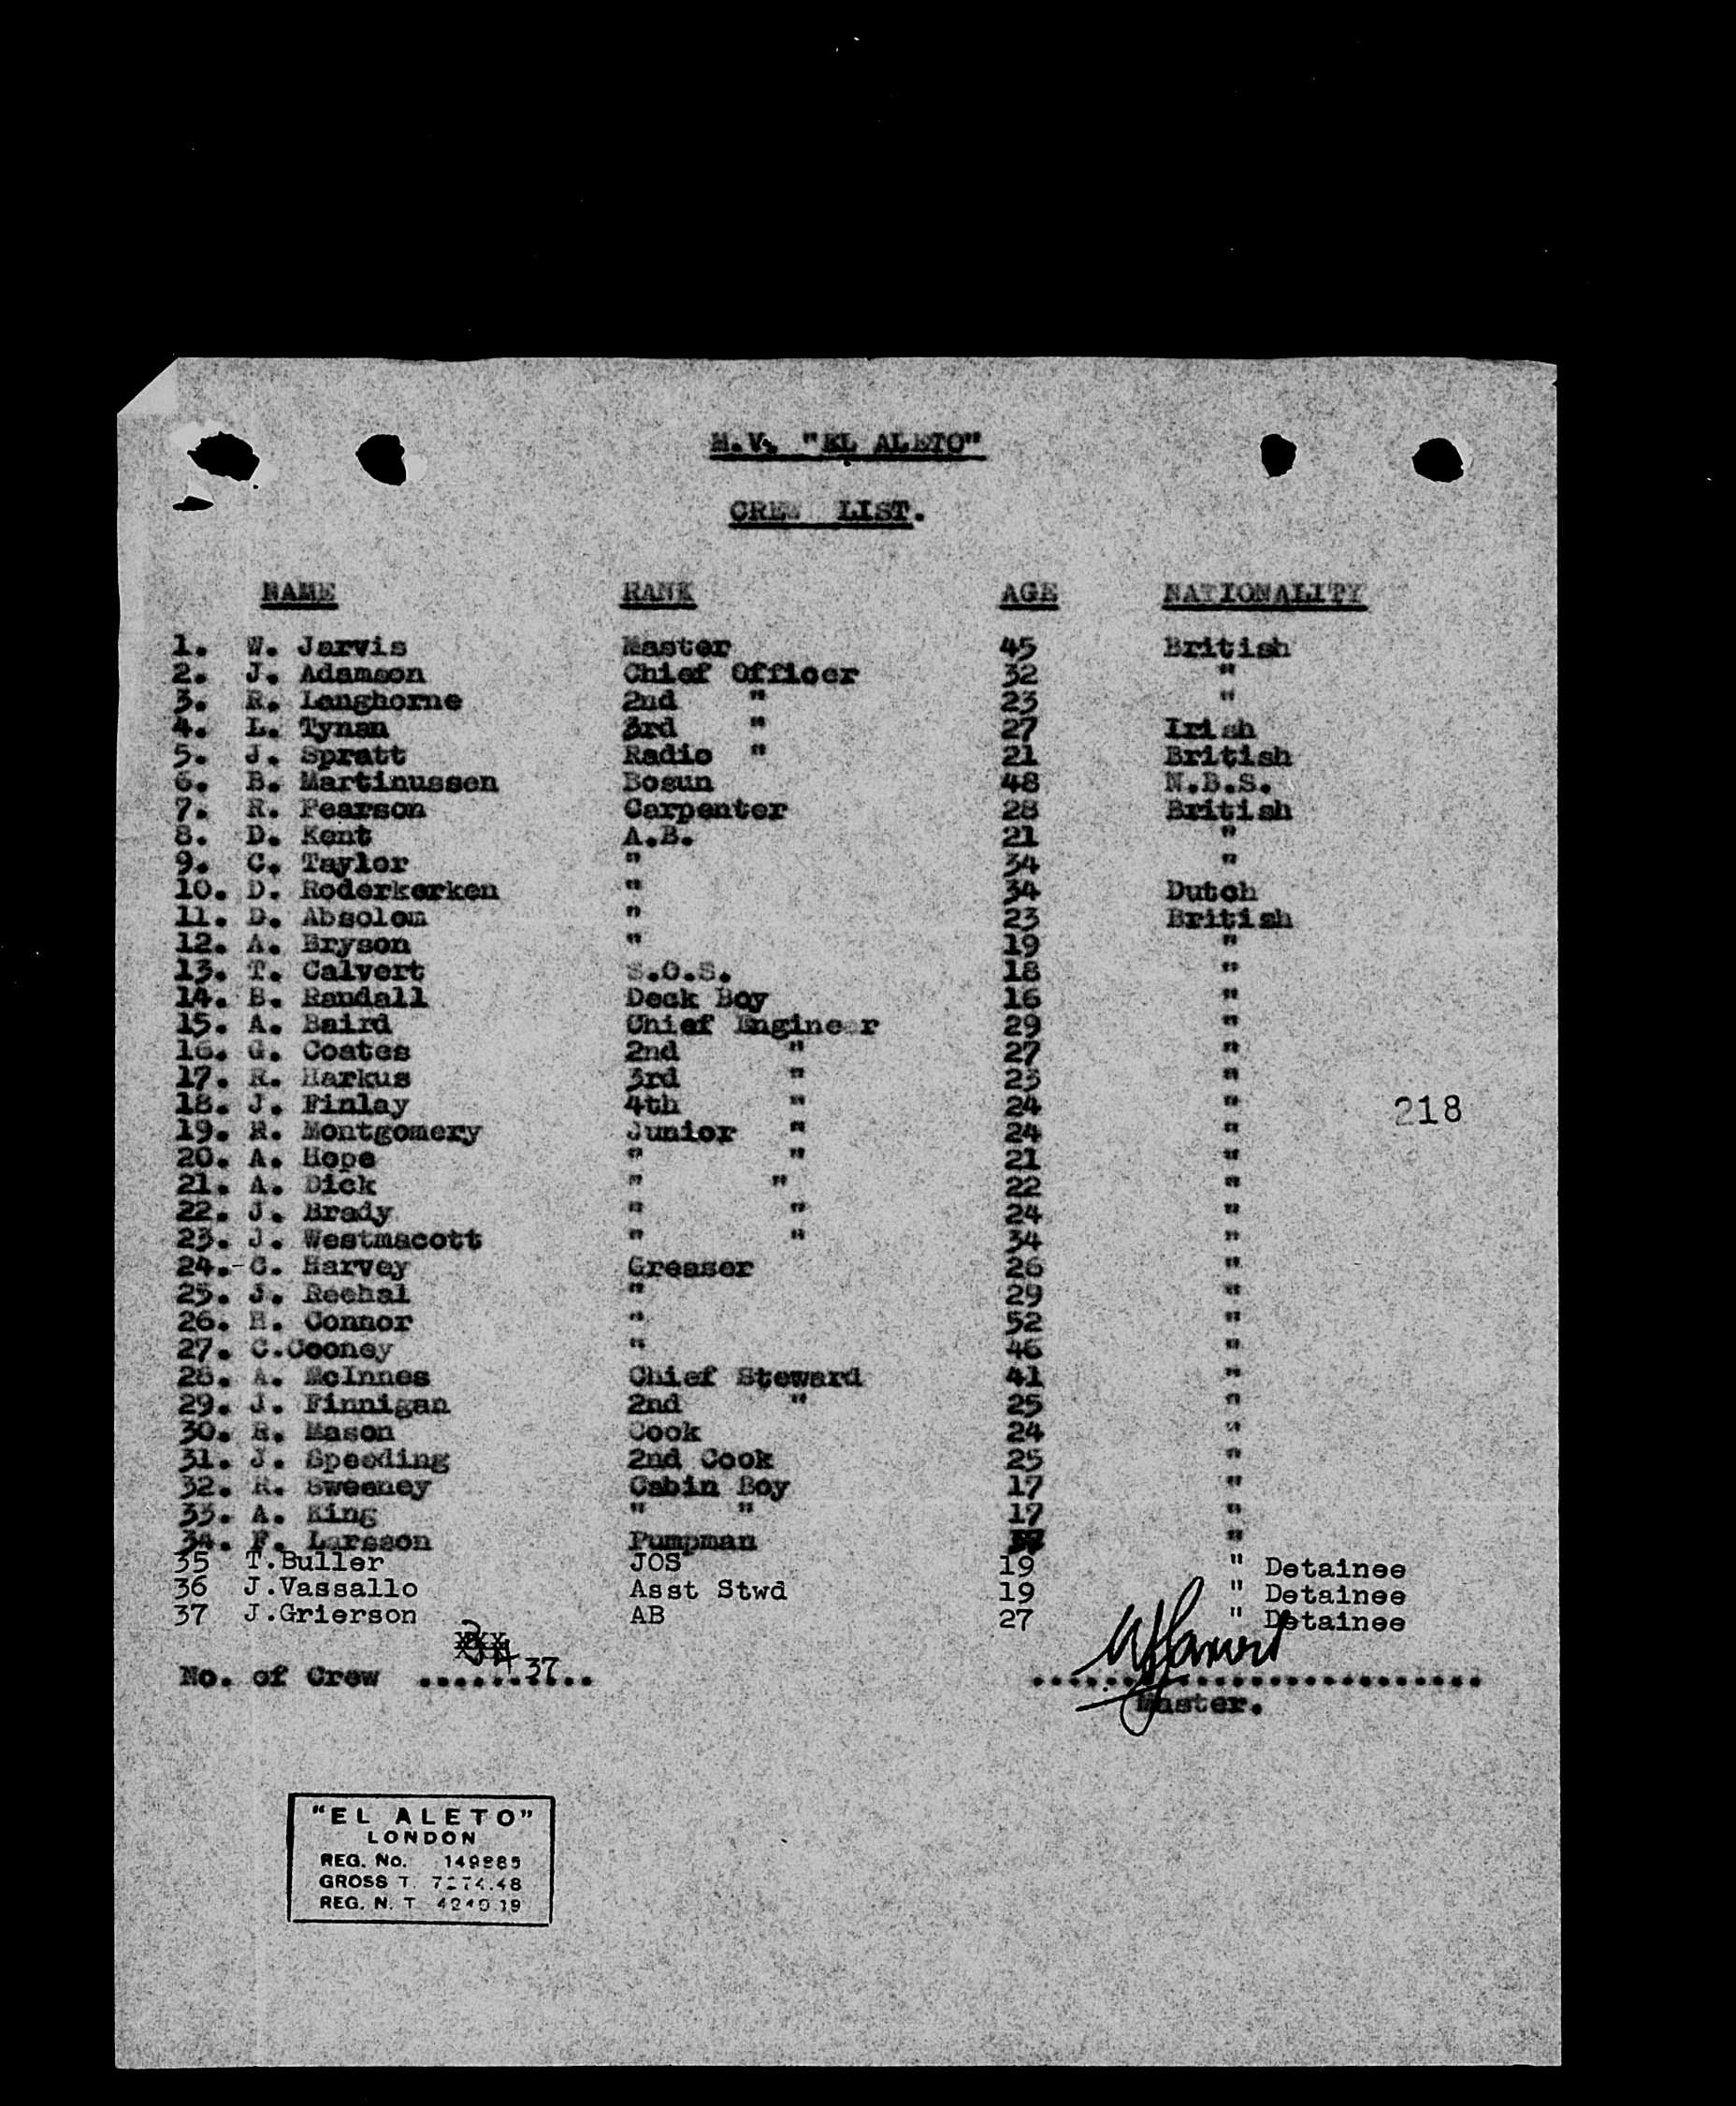 M.V. "EL ALETO"
CREW LIST.
NAME RANK AGE NATIONALITY
1. W. Jarvis Master 45 British
2. J. Adamson Chief Officer 32 "
3. R. Longhorne 2nd " 23 "
4. L. Tynan 3rd " 27 Irish
5. J. Spratt Radio " 21 British
6. B. Martinussen Bosun 48 N.B.S.
7. R. Pearson Carpenter 28 British
8. D. Kent A.B. 21 "
9. C. Taylor " 34 "
10. D. Roderkerken " 34 Dutch
11. D. Absolom " 23 British
12. A. Bryson " 19 "
13. T. Calvert S.O.S. 18 "
14. B. Randall Deck Boy 16 "
15. A. Baird Chief Engineer 29 "
16. G. Coates 2nd " 27 "
17. R. Harkus 3rd " 23 "
18. J. Finlay 4th " 24 "
218
19. R. Montgomery Junior " 24 "
20. A. Hope " " 21 "
21. A. Dick " " 22 "
22. J. Brady " " 24 "
23. J. Westmacott " " 34 "
24.- C. Harvey Greaser 26 "
25. J. Reehal " 29 "
26. H. Connor " 52 "
27. C.Cooney " 46 "
28. A. McInnes Chief Steward 41 "
29. J. Finnigan 2nd " 25 "
30. R. Mason Cook 24 "
31. J. Speeding 2nd Cook 25 "
32. R. Sweeney Cabin Boy 17 "
33. A. King " " 17 "
34. F. Larsson Pumpman "
35 T.Buller JOS 19 " Detainee
36 J.Vassallo Asst Stwd 19 " Detainee
37 J.Grierson AB 27 " Detainee
34
No. of Crew .......37..
WJarvis
Master.
"EL ALETO"
LONDON
REG. No. 149885
GROSS T.
REG. N. T